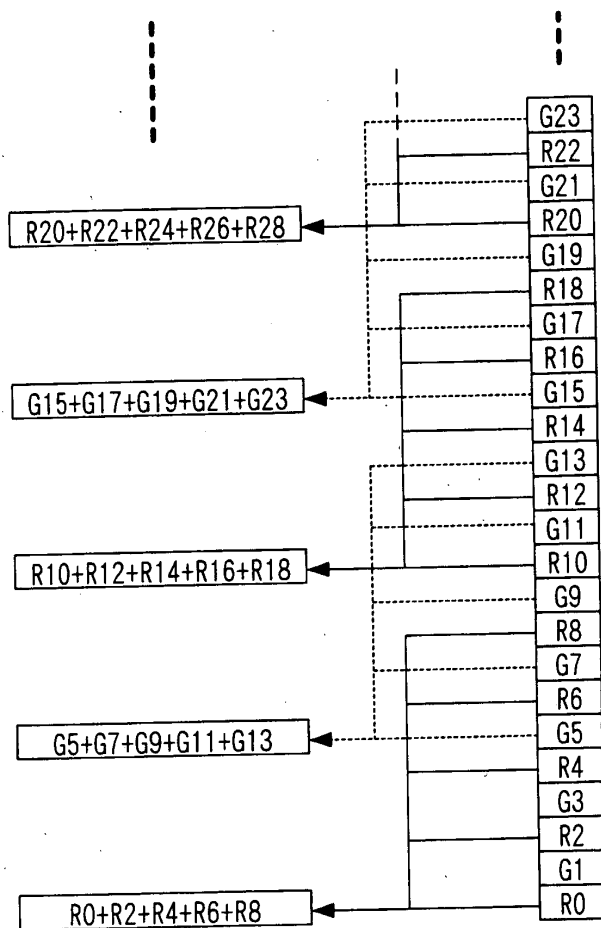 G23
R22
G21
R20
R20+R22+R24+R26+R28
G19
R18
G17
R16
G15
G15+G17+G19+G21+G23
R14
G13
R12
G11
R10
R10+R12+R14+R16+R18
G9
R8
G7
R6
G5
G5+G7+G9+G11+G13
R4
G3
R2
G1
R0
R0+R2+R4+R6+R8